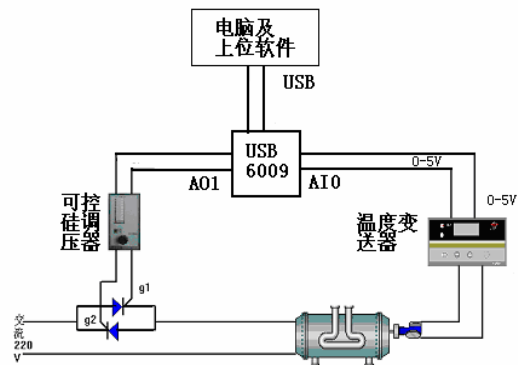 电脑及
上位软件
USB
USB
6009
AO1
AI0
0-5V
0-5V
可控
硅调
压器
温度变
送器
g1
g2
交
流
220
V